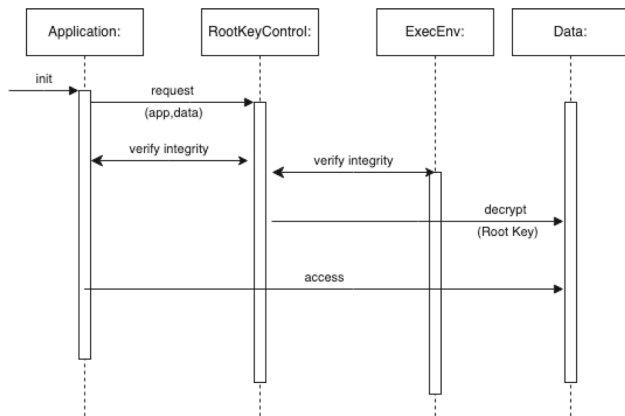 Application:
RootKeyControl:
ExecEnv:
Data:
init
request
(app,data)
verify integrity
verify integrity
decrypt
(Root Key)
access